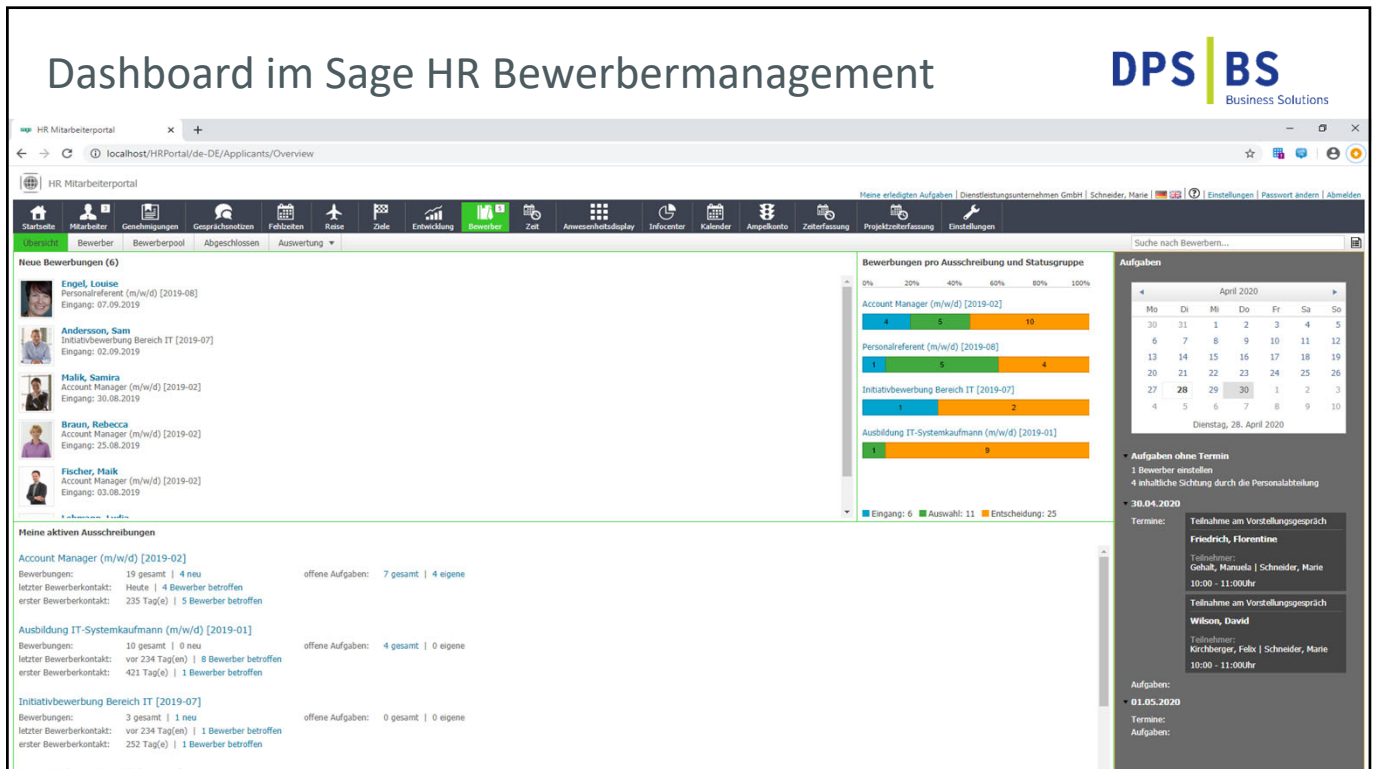 Dashboard im Sage HR Bewerbermanagement
DPS BS
Business Solutions
sage HR Mitarbeiterportal
localhost/HRPortal/de-DE/Applicants/Overview
HR Mitarbeiterportal
Meine erledigten Aufgaben | Dienstleistungsunternehmen GmbH | Schneider, Marie | ? | Einstellungen | Passwort ändern | Abmelden
3 5
Startseite Mitarbeiter Genehmigungen Gesprächsnotizen Fehlzeiten Reise Ziele Entwicklung Bewerber Zeit Anwesenheitsdisplay Infocenter Kalender Ampelkonto Zeiterfassung Projektzeiterfassung Einstellungen
Übersicht Bewerber Bewerberpool Abgeschlossen Auswertung
Suche nach Bewerbern...
Neue Bewerbungen (6)
Engel, Louise
Personalreferent (m/w/d) [2019-08]
Eingang: 07.09.2019
Andersson, Sam
Initiativbewerbung Bereich IT [2019-07]
Eingang: 02.09.2019
Malik, Samira
Account Manager (m/w/d) [2019-02]
Eingang: 30.08.2019
Braun, Rebecca
Account Manager (m/w/d) [2019-02]
Eingang: 25.08.2019
Fischer, Maik
Account Manager (m/w/d) [2019-02]
Eingang: 03.08.2019
Bewerbungen pro Ausschreibung und Statusgruppe
0% 20% 40% 60% 80% 100%
Account Manager (m/w/d) [2019-02]
4 5 10
Personalreferent (m/w/d) [2019-08]
1 5 4
Initiativbewerbung Bereich IT [2019-07]
1 2
Ausbildung IT-Systemkaufmann (m/w/d) [2019-01]
1 9
Eingang: 6 Auswahl: 11 Entscheidung: 25
Meine aktiven Ausschreibungen
Account Manager (m/w/d) [2019-02]
Bewerbungen: 19 gesamt | 4 neu offene Aufgaben: 7 gesamt | 4 eigene
letzter Bewerberkontakt: Heute | 4 Bewerber betroffen
erster Bewerberkontakt: 235 Tag(e) | 5 Bewerber betroffen
Ausbildung IT-Systemkaufmann (m/w/d) [2019-01]
Bewerbungen: 10 gesamt | 0 neu offene Aufgaben: 4 gesamt | 0 eigene
letzter Bewerberkontakt: vor 234 Tag(en) | 8 Bewerber betroffen
erster Bewerberkontakt: 421 Tag(e) | 1 Bewerber betroffen
Initiativbewerbung Bereich IT [2019-07]
Bewerbungen: 3 gesamt | 1 neu offene Aufgaben: 0 gesamt | 0 eigene
letzter Bewerberkontakt: vor 234 Tag(en) | 1 Bewerber betroffen
erster Bewerberkontakt: 252 Tag(e) | 1 Bewerber betroffen
Aufgaben
April 2020
Mo Di Mi Do Fr Sa So
30 31 1 2 3 4 5
6 7 8 9 10 11 12
13 14 15 16 17 18 19
20 21 22 23 24 25 26
27 28 29 30 1 2 3
4 5 6 7 8 9 10
Dienstag, 28. April 2020
Aufgaben ohne Termin
1 Bewerber einstellen
4 inhaltliche Sichtung durch die Personalabteilung
30.04.2020
Termine: Teilnahme am Vorstellungsgespräch
Friedrich, Florentine
Teilnehmer:
Gehalt, Manuela | Schneider, Marie
10:00 - 11:00Uhr
Teilnahme am Vorstellungsgespräch
Wilson, David
Teilnehmer:
Kirchberger, Felix | Schneider, Marie
10:00 - 11:00Uhr
Aufgaben:
01.05.2020
Termine:
Aufgaben: